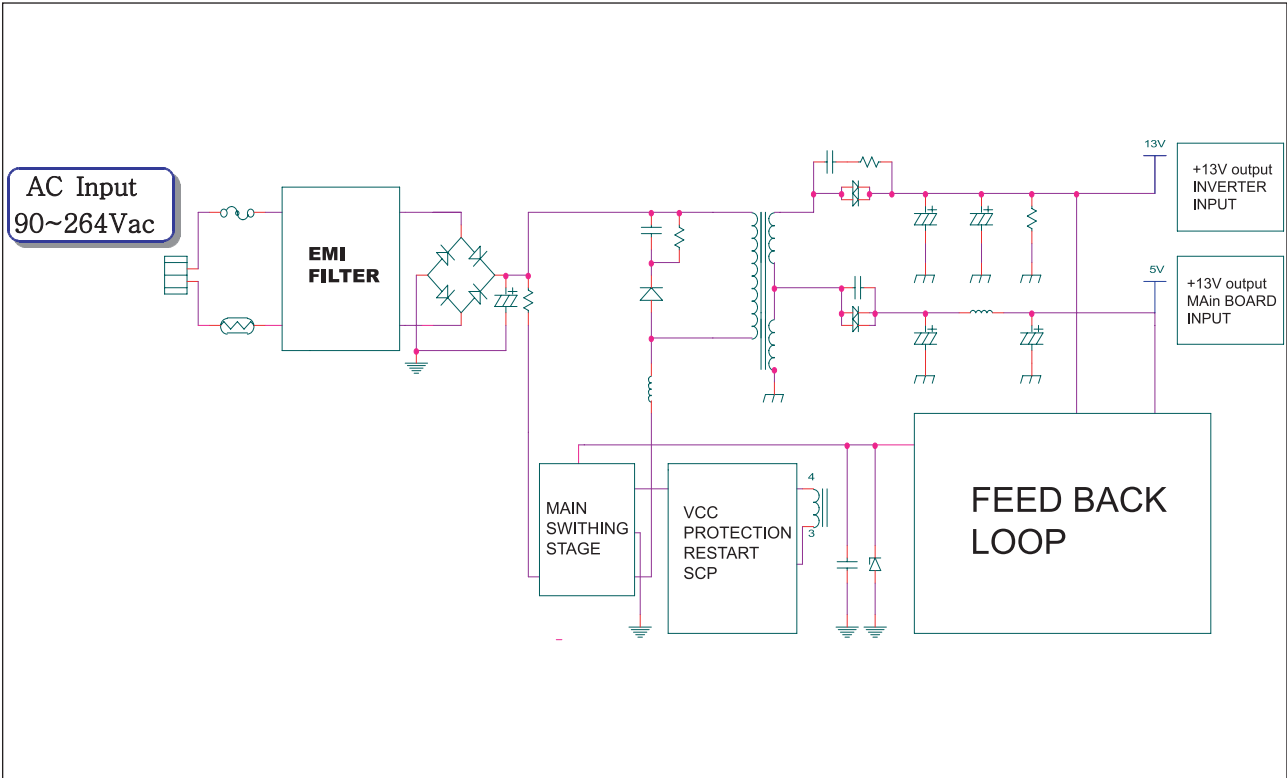 AC Input
90~264Vac
EMI
FILTER
13V
+13V output
INVERTER
INPUT
5V
+13V output
MAin BOARD
INPUT
MAIN
SWITHING
STAGE
VCC
PROTECTION
RESTART
SCP
4
3
FEED BACK
LOOP